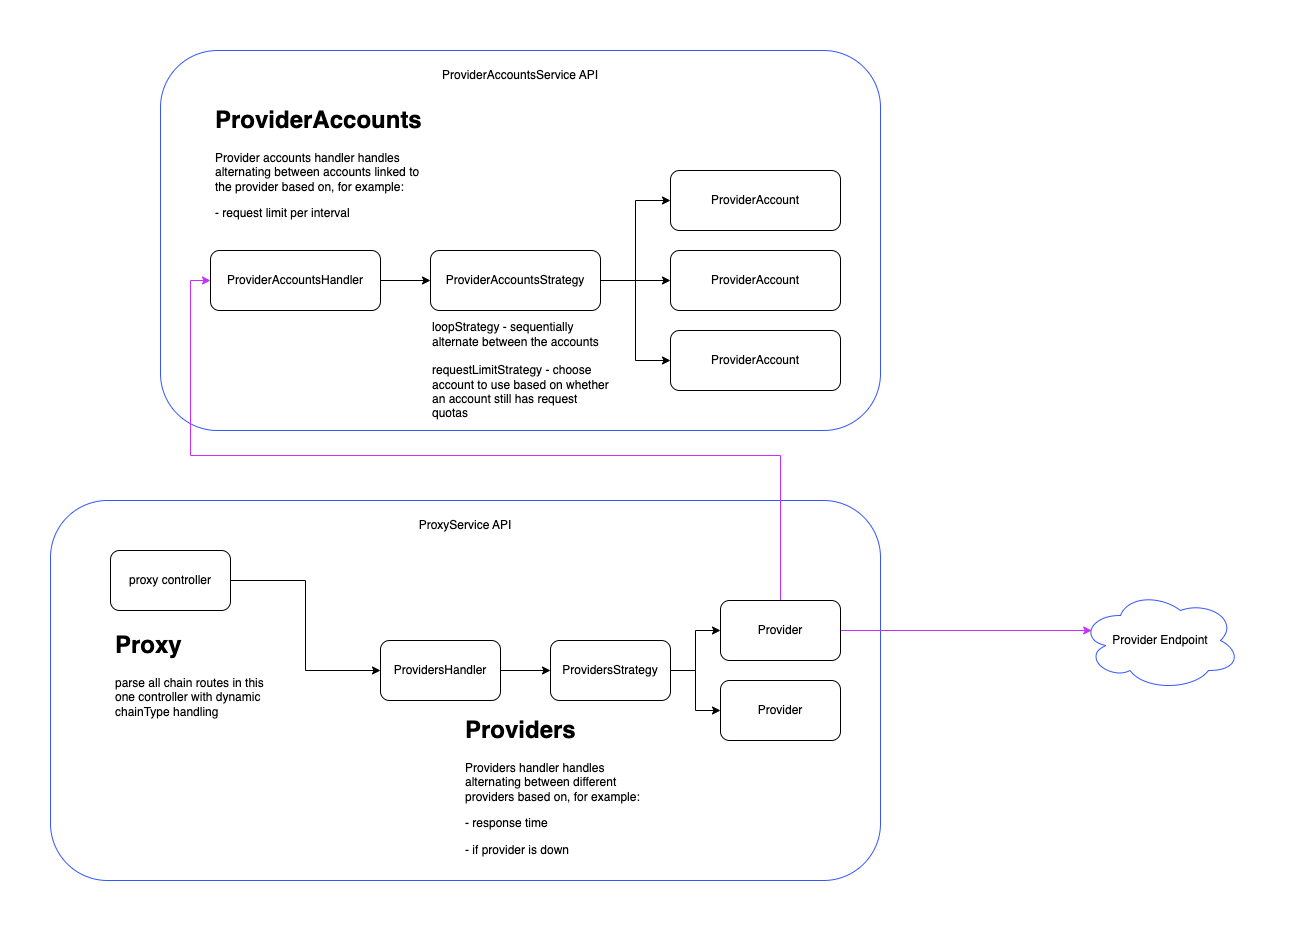 ProviderAccountsService API
ProviderAccounts
Provider accounts handler handles
alternating between accounts linked to
the provider based on, for example:
- request limit per interval
ProviderAccountsHandler
ProviderAccountsStrategy
ProviderAccount
ProviderAccount
ProviderAccount
loopStrategy - sequentially
alternate between the accounts
requestLimitStrategy - choose
account to use based on whether
an account still has request
quotas
ProxyService API
proxy controller
Proxy
parse all chain routes in this
one controller with dynamic
chainType handling
ProvidersHandler
ProvidersStrategy
Provider
Provider
Provider Endpoint
Providers
Providers handler handles
alternating between different
providers based on, for example:
- response time
- if provider is down